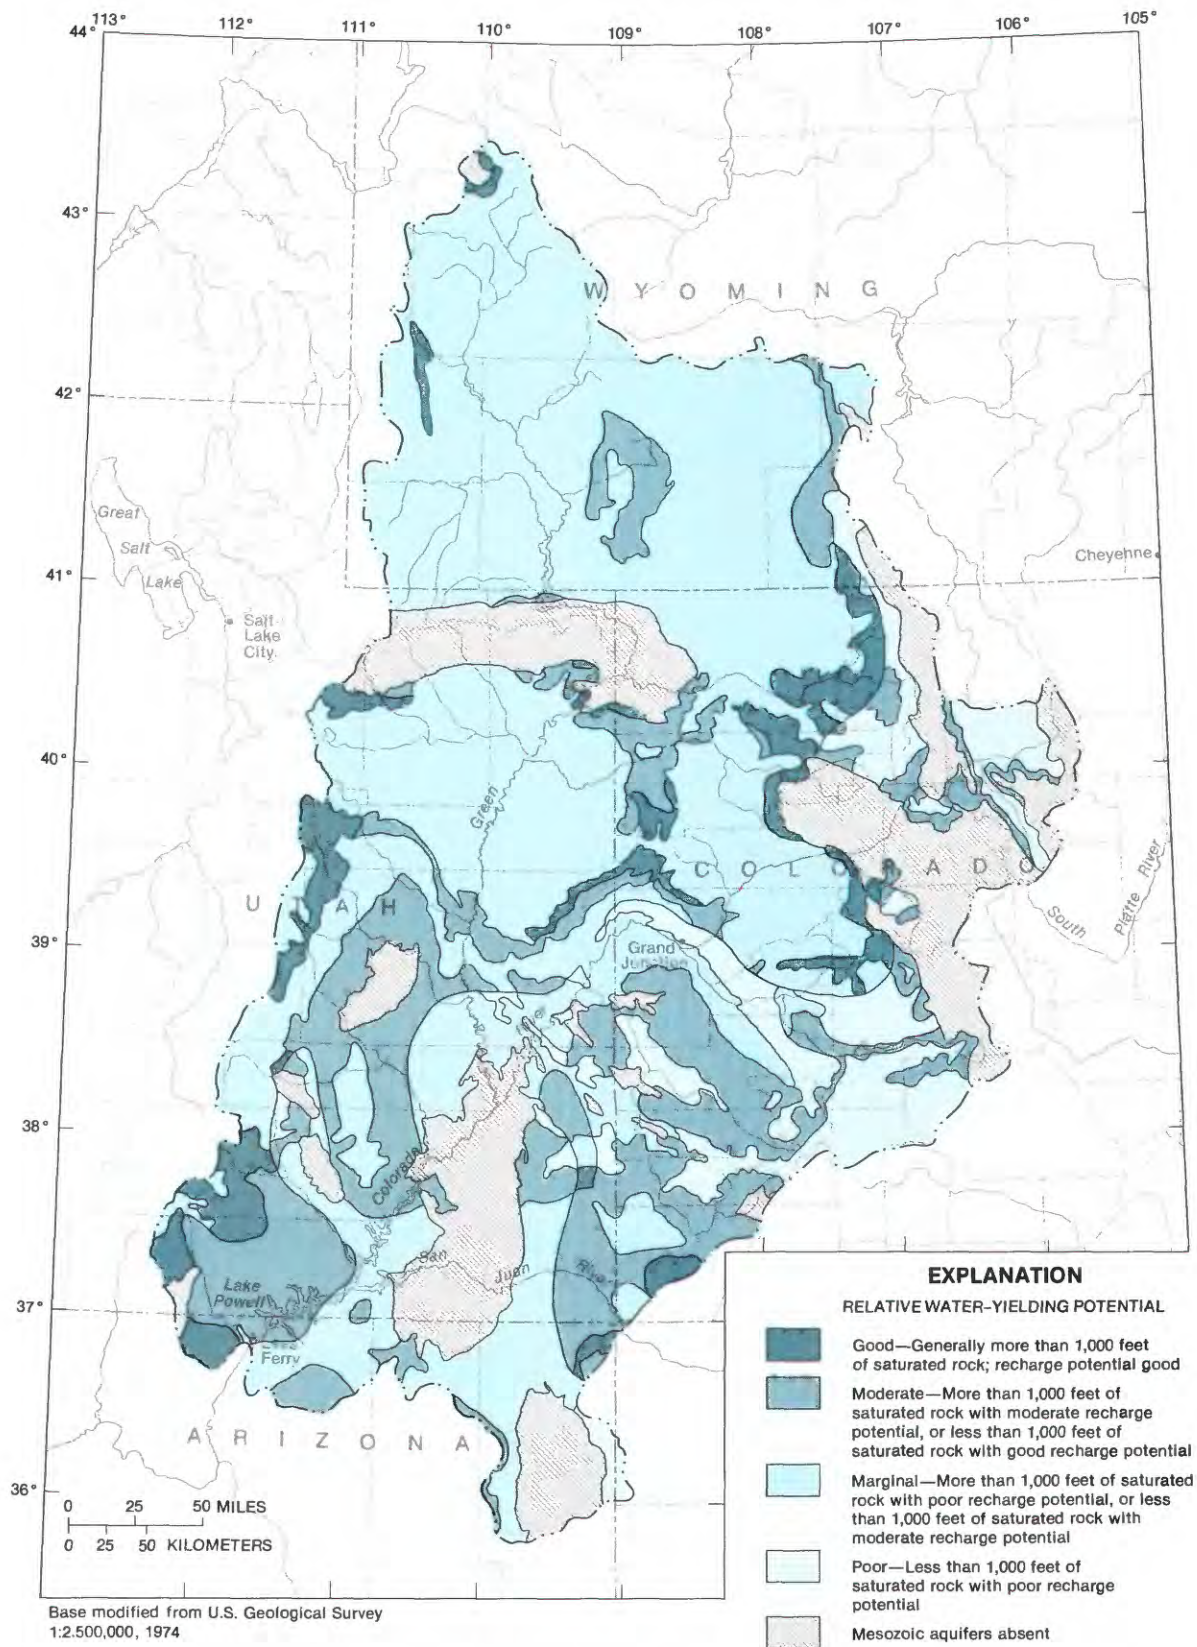 113° 112° 111° 110° 109° 108° 107° 106° 105°
44°
43°
WYOMING
42°
Great
Salt
Lake
Cheyehne
41°
Salt
Lake
City
40°
Green
COLORADO
UTAH
South
Platte River
39°
Grand
Junction
River
38°
Colorado
San
Juan
River
Lake
Powell
37°
Ferry
ARIZONA
36°
0 25 50 MILES
0 25 50 KILOMETERS
Base modified from U.S. Geological Survey
1:2.500,000, 1974
EXPLANATION
RELATIVE WATER-YIELDING POTENTIAL
Good—Generally more than 1,000 feet
of saturated rock; recharge potential good
Moderate—More than 1,000 feet of
saturated rock with moderate recharge
potential, or less than 1,000 feet of
saturated rock with good recharge potential
Marginal—More than 1,000 feet of saturated
rock with poor recharge potential, or less
than 1,000 feet of saturated rock with
moderate recharge potential
Poor—Less than 1,000 feet of
saturated rock with poor recharge
potential
Mesozoic aquifers absent